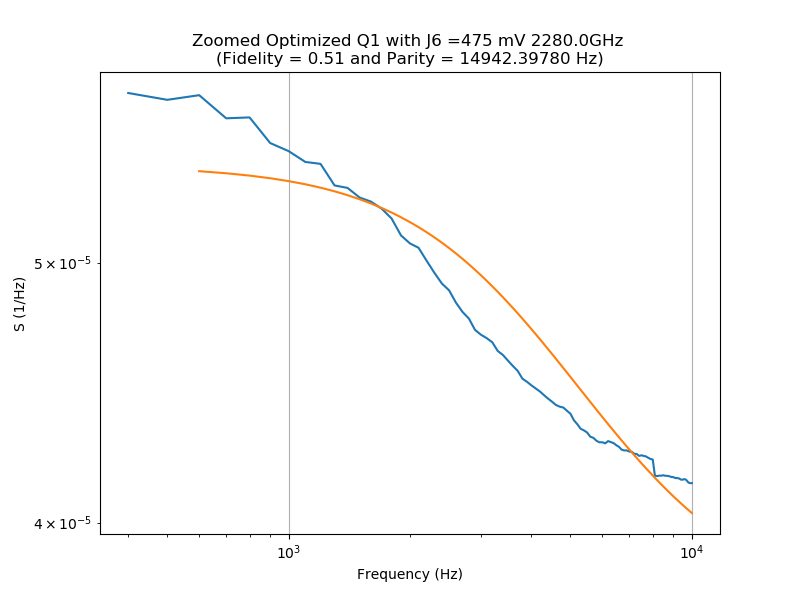 Zoomed Optimized Q1 with J6 =475 mV 2280.0GHz
(Fidelity = 0.51 and Parity = 14942.39780 Hz)
S (1/Hz)
5 × 10⁻⁵
4 × 10⁻⁵
10³
10⁴
Frequency (Hz)